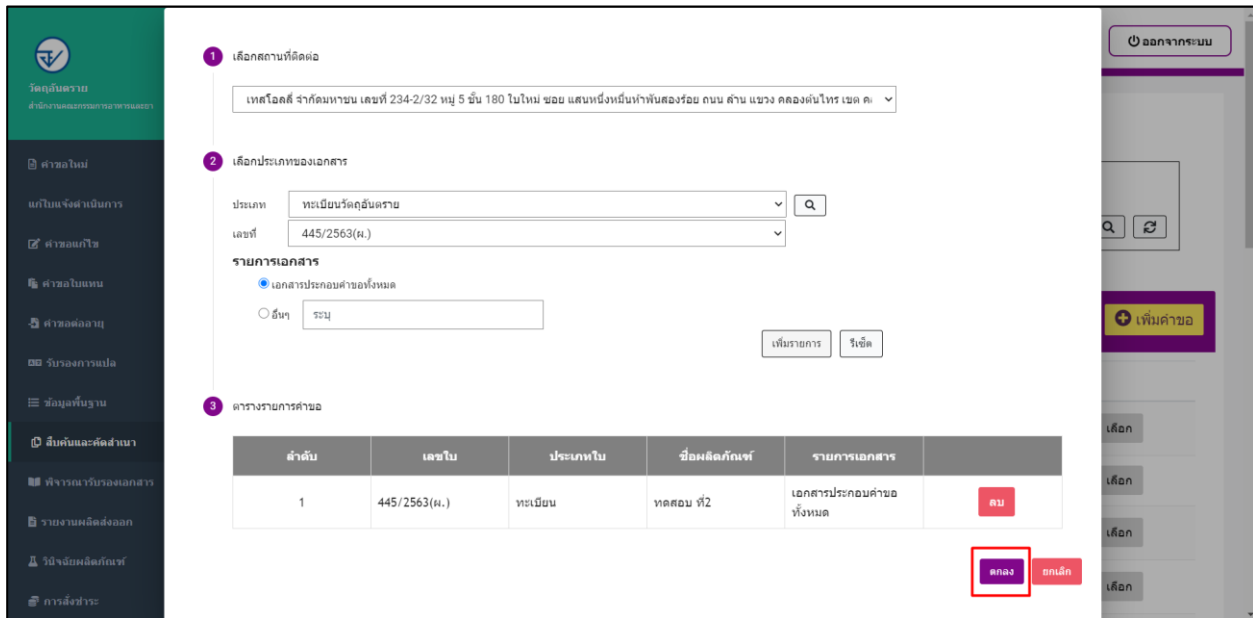 วัตถุอันตราย
สำนักงานคณะกรรมการอาหารและยา
คำขอใหม่
แก้ใบแจ้งดำเนินการ
คำขอแก้ไข
คำขอใบแทน
คำขอต่ออายุ
รับรองการแปล
ข้อมูลพื้นฐาน
สืบค้นและคัดสำเนา
พิจารณารับรองเอกสาร
รายงานผลิตส่งออก
วินิจฉัยผลิตภัณฑ์
การสั่งชำระ
ออกจากระบบ
1 เลือกสถานที่ติดต่อ
เทสโอสถี จำกัดมหาชน เลขที่ 234-2/32 หมู่ 5 ชั้น 180 ใบใหม่ ซอย แสนหนึ่งหมื่นห้าพันสองร้อย ถนน ล้าน แขวง คลองต้นไทร เขต
2 เลือกประเภทของเอกสาร
ประเภท ทะเบียนวัตถุอันตราย
เลขที่ 445/2563(ผ.)
รายการเอกสาร
เอกสารประกอบคำขอทั้งหมด
อื่นๆ ระบุ
เพิ่มรายการ รีเซ็ต
เพิ่มคำขอ
3 ตารางรายการคำขอ
ลำดับ เลขใบ ประเภทใบ ชื่อผลิตภัณฑ์ รายการเอกสาร
1 445/2563(ผ.) ทะเบียน ทดสอบ ที่2 เอกสารประกอบคำขอ
ทั้งหมด
ลบ
ตกลง ยกเลิก
เลือก
เลือก
เลือก
เลือก